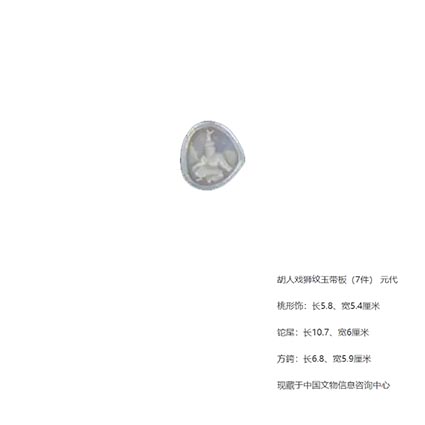 胡人戏狮纹玉带板（7件） 元代
桃形饰：长5.8、宽5.4厘米
铊尾：长10.7、宽6厘米
方銙：长6.8、宽5.9厘米
现藏于中国文物信息咨询中心